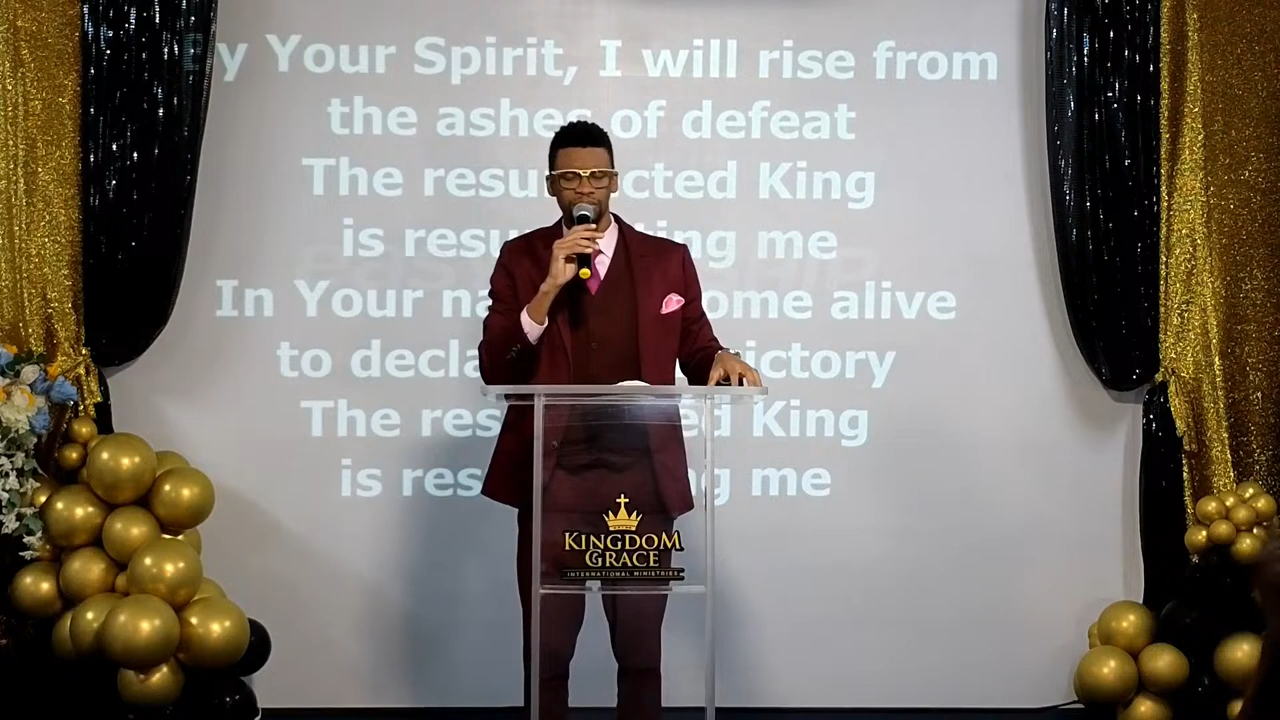 y Your Spirit, I will rise from
the ashes of defeat
The resu cted King
is resu ting me
In Your na ome alive
to decla ictory
The res ed King
is res g me
KINGDOM
GRACE
INTERNATIONAL MINISTRIES